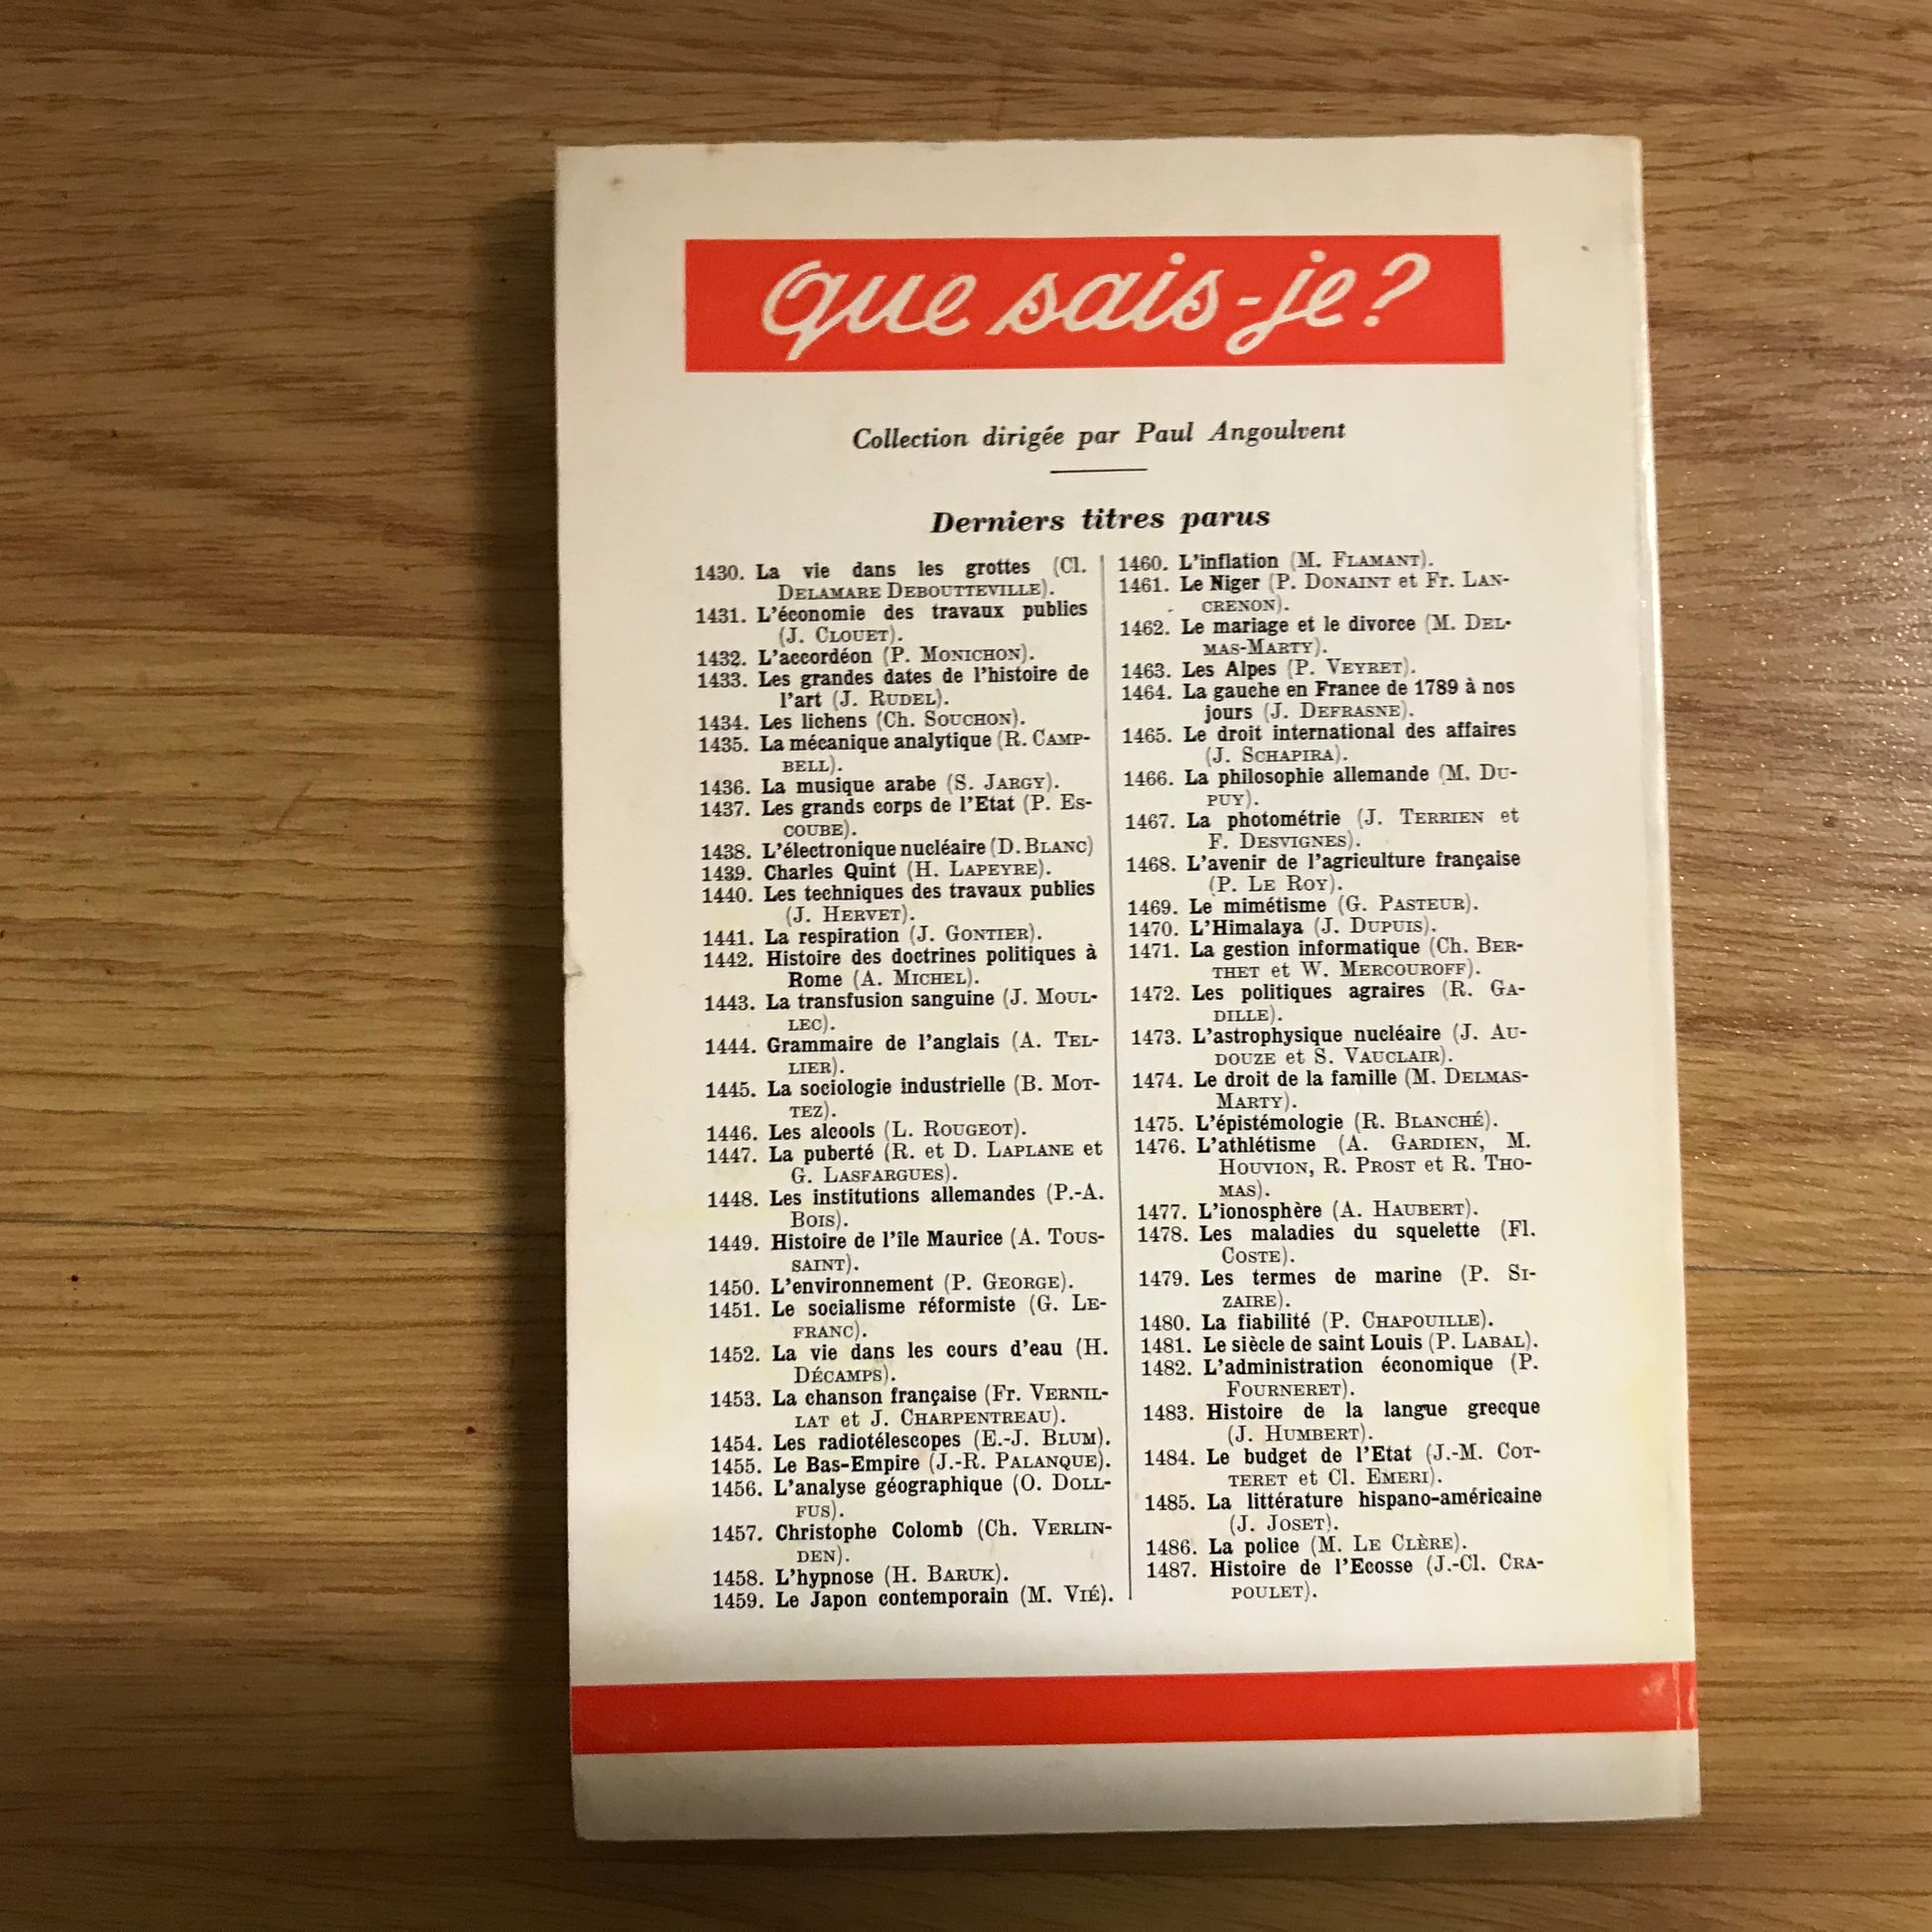 que sais-je?
Collection dirigée par Paul Angoulvent
Derniers titres parus
1430. La vie dans les grottes (Cl.
DELAMARE DEBOUTTEVILLE).
1431. L'économie des travaux publics
(J. CLOUET).
1432. L'accordéon (P. MONICHON).
1433. Les grandes dates de l'histoire de
l'art (J. RUDEL).
1434. Les lichens (Ch. SOUCHON).
1435. La mécanique analytique (R. CAMP-
BELL).
1436. La musique arabe (S. JARGY).
1437. Les grands corps de l'Etat (P. Es-
COUBE).
1438. L'électronique nucléaire (D. BLANC)
1439. Charles Quint (H. LAPEYRE).
1440. Les techniques des travaux publics
(J. HERVET).
1441. La respiration (J. GONTIER).
1442. Histoire des doctrines politiques à
Rome (A. MICHEL).
1443. La transfusion sanguine (J. MOUL-
LEC).
1444. Grammaire de l'anglais (A. TEL-
LIER).
1445. La sociologie industrielle (B. MOT-
TEZ).
1446. Les alcools (L. ROUGEOT).
1447. La puberté (R. et D. LAPLANE et
G. LASFARGUES).
1448. Les institutions allemandes (P.-A.
BOIS).
1449. Histoire de l'île Maurice (A. TOUS-
SAINT).
1450. L'environnement (P. GEORGE).
1451. Le socialisme réformiste (G. LE-
FRANC).
1452. La vie dans les cours d'eau (H.
DÉCAMPS).
1453. La chanson française (Fr. VERNIL-
LAT et J. CHARPENTREAU).
1454. Les radiotélescopes (E.-J. BLUM).
1455. Le Bas-Empire (J.-R. PALANQUE).
1456. L'analyse géographique (O. DOLL-
FUS).
1457. Christophe Colomb (Ch. VERLIN-
DEN).
1458. L'hypnose (H. BARUK).
1459. Le Japon contemporain (M. VIÉ).
1460. L'inflation (M. FLAMANT).
1461. Le Niger (P. DONAINT et Fr. LAN-
CRENON).
1462. Le mariage et le divorce (M. DEL-
MAS-MARTY).
1463. Les Alpes (P. VEYRET).
1464. La gauche en France de 1789 à nos
jours (J. DEFRASNE).
1465. Le droit international des affaires
(J. SCHAPIRA).
1466. La philosophie allemande (M. DU-
PUY).
1467. La photométrie (J. TERRIEN et
F. DESVIGNES).
1468. L'avenir de l'agriculture française
(P. LE ROY).
1469. Le mimétisme (G. PASTEUR).
1470. L'Himalaya (J. DUPUIS).
1471. La gestion informatique (Ch. BER-
THET et W. MERCOUROFF).
1472. Les politiques agraires (R. GA-
DILLE).
1473. L'astrophysique nucléaire (J. AU-
DOUZE et S. VAUCLAIR).
1474. Le droit de la famille (M. DELMAS-
MARTY).
1475. L'épistémologie (R. BLANCHÉ).
1476. L'athlétisme (A. GARDIEN, M.
HOUVION, R. PROST et R. THO-
MAS).
1477. L'ionosphère (A. HAUBERT).
1478. Les maladies du squelette (Fl.
COSTE).
1479. Les termes de marine (P. SI-
ZAIRE).
1480. La fiabilité (P. CHAPOUILLE).
1481. Le siècle de saint Louis (P. LABAL).
1482. L'administration économique (P.
FOURNERET).
1483. Histoire de la langue grecque
(J. HUMBERT).
1484. Le budget de l'Etat (J.-M. COT-
TERET et Cl. EMERI).
1485. La littérature hispano-américaine
(J. JOSET).
1486. La police (M. LE CLÈRE).
1487. Histoire de l'Ecosse (J.-Cl. CRA-
POULET).